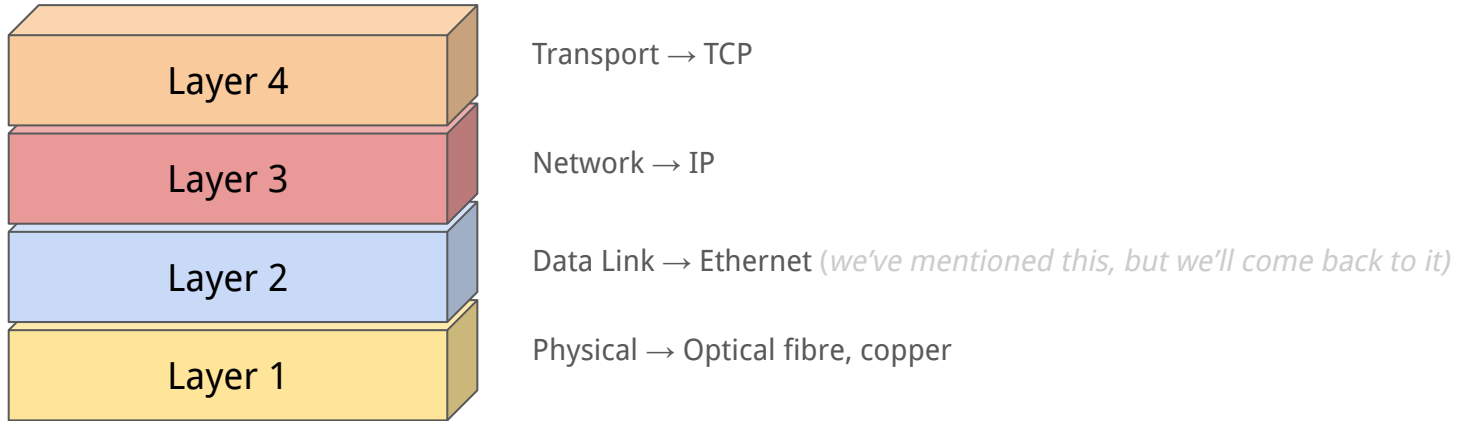 Layer 4
Transport → TCP
Layer 3
Network → IP
Layer 2
Data Link → Ethernet (we’ve mentioned this, but we’ll come back to it)
Layer 1
Physical → Optical fibre, copper